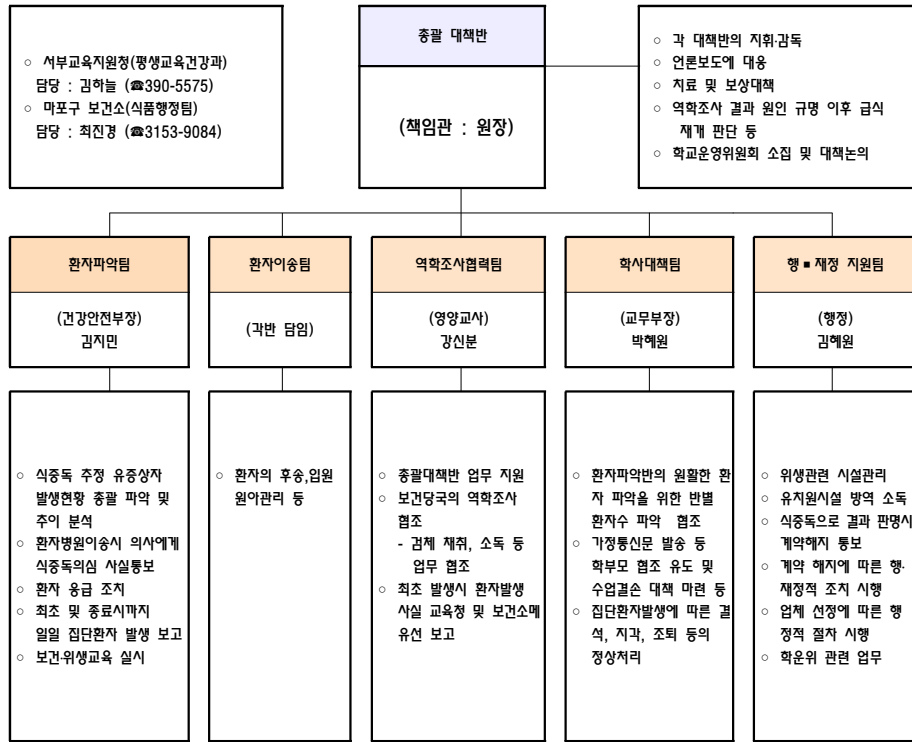 ○ 서부교육지원청(평생교육건강과)
담당 : 김하늘 (☎390-5575)
○ 마포구 보건소(식품행정팀)
담당 : 최진경 (☎3153-9084)
총괄 대책반
(책임관 : 원장)
○ 각 대책반의 지휘·감독
○ 언론보도에 대응
○ 치료 및 보상대책
○ 역학조사 결과 원인 규명 이후 급식
재개 판단 등
○ 학교운영위원회 소집 및 대책논의
환자파악팀
(건강안전부장)
김지민
환자이송팀
(각반 담임)
역학조사협력팀
(영양교사)
강신분
학사대책팀
(교무부장)
박혜원
행■재정 지원팀
(행정)
김혜원
○ 식중독 추정 유증상자
발생현황 총괄 파악 및
추이 분석
○ 환자병원이송시 의사에게
식중독의심 사실통보
○ 환자 응급 조치
○ 최초 및 종료시까지
일일 집단환자 발생 보고
○ 보건·위생교육 실시
○ 환자의 후송,입원
원아관리 등
○ 총괄대책반 업무 지원
○ 보건당국의 역학조사
협조
- 검체 채취, 소독 등
업무 협조
○ 최초 발생시 환자발생
사실 교육청 및 보건소메
유선 보고
○ 환자파악반의 원활한 환
자 파악을 위한 반별
환자수 파악 협조
○ 가정통신문 발송 등
학부모 협조 유도 및
수업결손 대책 마련 등
○ 집단환자발생에 따른 결
석, 지각, 조퇴 등의
정상처리
○ 위생관련 시설관리
○ 유치원시설 방역 소독
○ 식중독으로 결과 판명시
계약해지 통보
○ 계약 해지에 따른 행·
재정적 조치 시행
○ 업체 선정에 따른 행
정적 절차 시행
○ 학운위 관련 업무